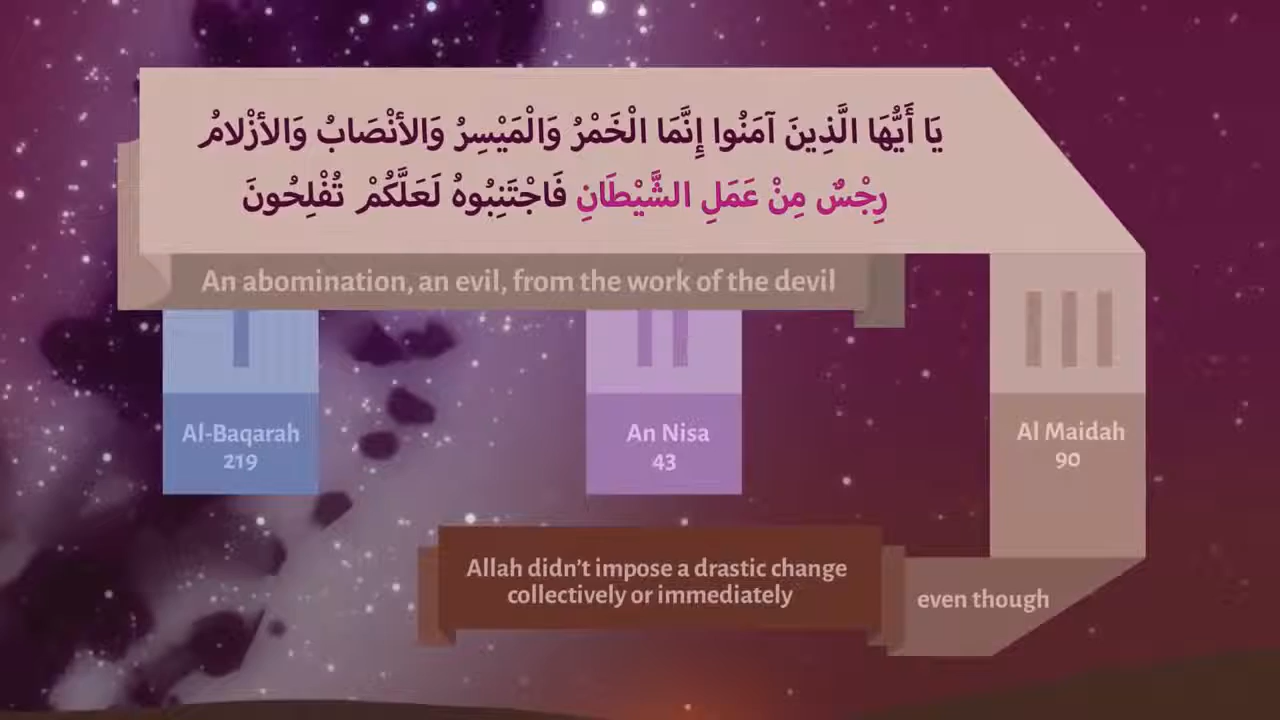 يَا أَيُّهَا الَّذِينَ آمَنُوا إِنَّمَا الْخَمْرُ وَالْمَيْسِرُ وَالأنْصَابُ وَالأزْلامُ
رِجْسٌ مِنْ عَمَلِ الشَّيْطَانِ فَاجْتَنِبُوهُ لَعَلَّكُمْ تُفْلِحُونَ
An abomination, an evil, from the work of the devil
I
II
III
Al-Baqarah
219
An Nisa
43
Al Maidah
90
Allah didn't impose a drastic change
collectively or immediately
even though